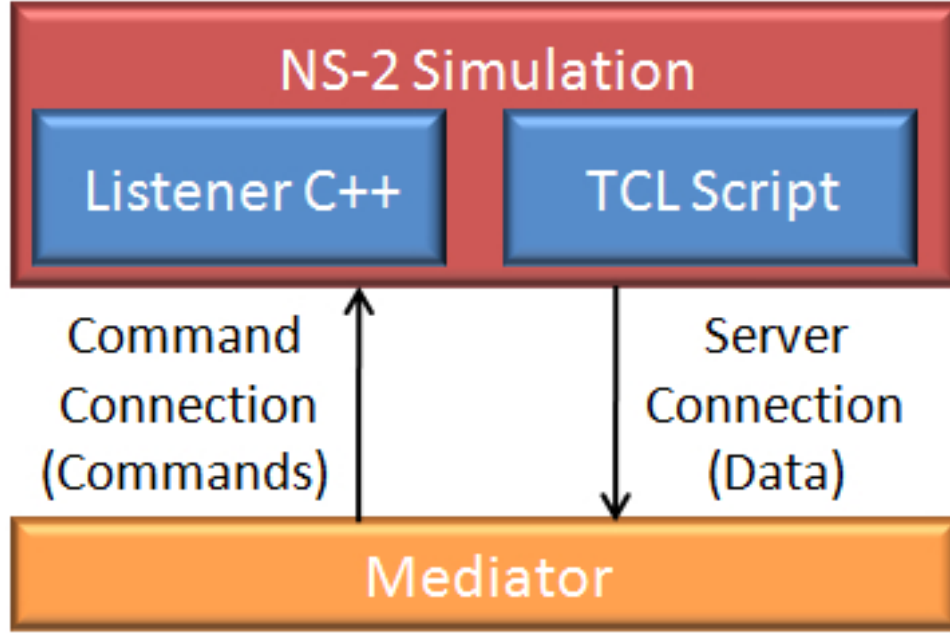 NS-2 Simulation
Listener C++
TCL Script
Command
Connection
(Commands)
Server
Connection
(Data)
Mediator